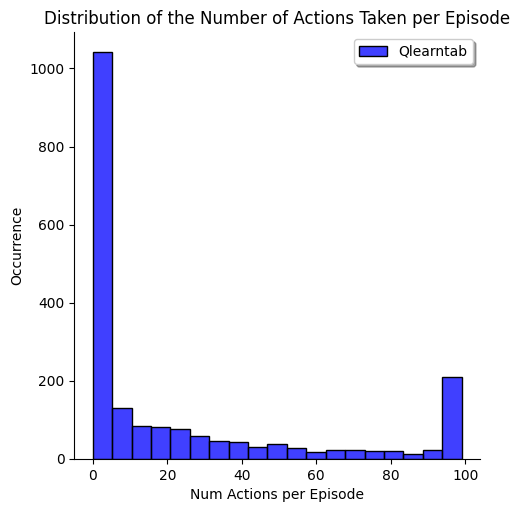 Distribution of the Number of Actions Taken per Episode
Qlearntab
1000
800
600
400
200
0
Occurrence
0 20 40 60 80 100
Num Actions per Episode